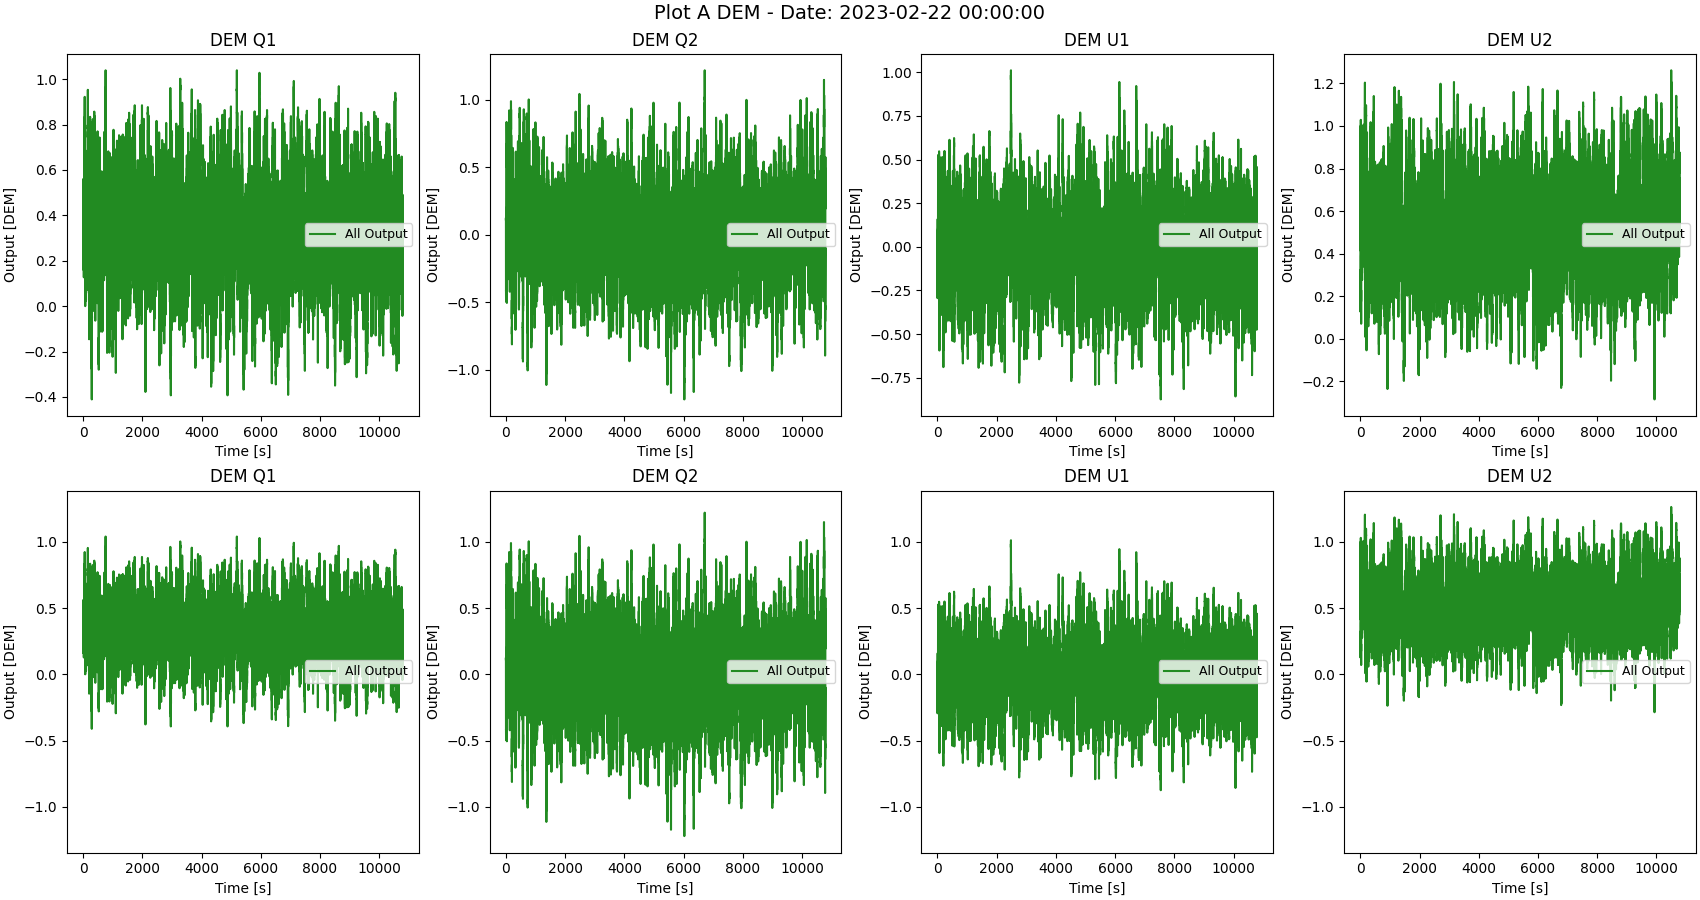 Plot A DEM - Date: 2023-02-22 00:00:00
DEM Q1
DEM Q2
DEM U1
DEM U2
Output [DEM]
1.0
0.8
0.6
0.4
0.2
0.0
−0.2
−0.4
0 2000 4000 6000 8000 10000
Time [s]
All Output
Output [DEM]
1.0
0.5
0.0
−0.5
−1.0
0 2000 4000 6000 8000 10000
Time [s]
All Output
Output [DEM]
1.00
0.75
0.50
0.25
0.00
−0.25
−0.50
−0.75
0 2000 4000 6000 8000 10000
Time [s]
All Output
Output [DEM]
1.2
1.0
0.8
0.6
0.4
0.2
0.0
−0.2
0 2000 4000 6000 8000 10000
Time [s]
All Output
DEM Q1
DEM Q2
DEM U1
DEM U2
Output [DEM]
1.0
0.5
0.0
−0.5
−1.0
0 2000 4000 6000 8000 10000
Time [s]
All Output
Output [DEM]
1.0
0.5
0.0
−0.5
−1.0
0 2000 4000 6000 8000 10000
Time [s]
All Output
Output [DEM]
1.0
0.5
0.0
−0.5
−1.0
0 2000 4000 6000 8000 10000
Time [s]
All Output
Output [DEM]
1.0
0.5
0.0
−0.5
−1.0
0 2000 4000 6000 8000 10000
Time [s]
All Output